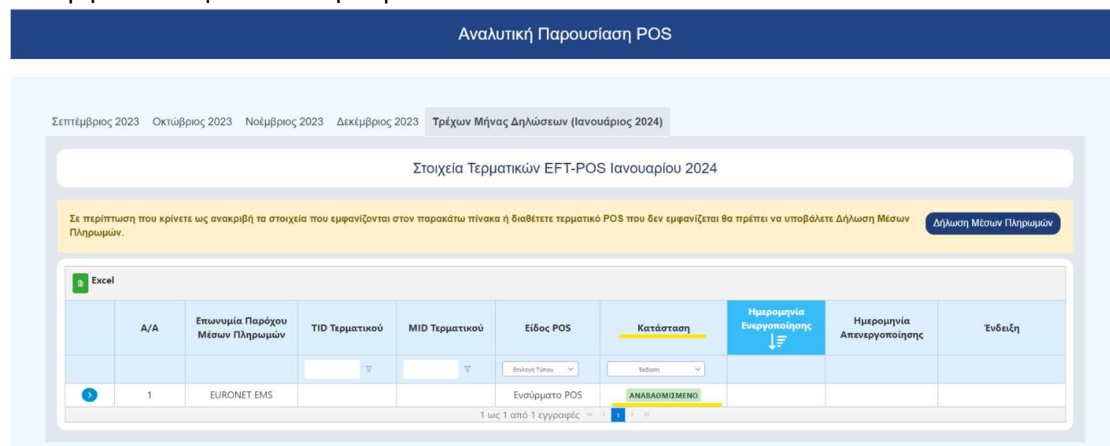 Αναλυτική Παρουσίαση POS
Σεπτέμβριος 2023 Οκτώβριος 2023 Νοέμβριος 2023 Δεκέμβριος 2023 Τρέχων Μήνας Δηλώσεων (Ιανουάριος 2024)
Στοιχεία Τερματικών EFT-POS Ιανουαρίου 2024
Σε περίπτωση που κρίνετε ως ανακριβή τα στοιχεία που εμφανίζονται στον παρακάτω πίνακα ή διαθέτετε τερματικό POS που δεν εμφανίζεται θα πρέπει να υποβάλετε Δήλωση Μέσων
Πληρωμών.
Δήλωση Μέσων Πληρωμών
Excel
Α/Α
Επωνυμία Παρόχου
Μέσων Πληρωμών
TID Τερματικού
MID Τερματικού
Είδος POS
Κατάσταση
Ημερομηνία
Ενεργοποίησης
Ημερομηνία
Απενεργοποίησης
Ένδειξη
Επιλογή Τύπου
Έκδοση
1 EURONET EMS Ενσύρματο POS ΑΝΑΒΑΘΜΙΣΜΕΝΟ
1 ως 1 από 1 εγγραφές « ‹ 1 › »